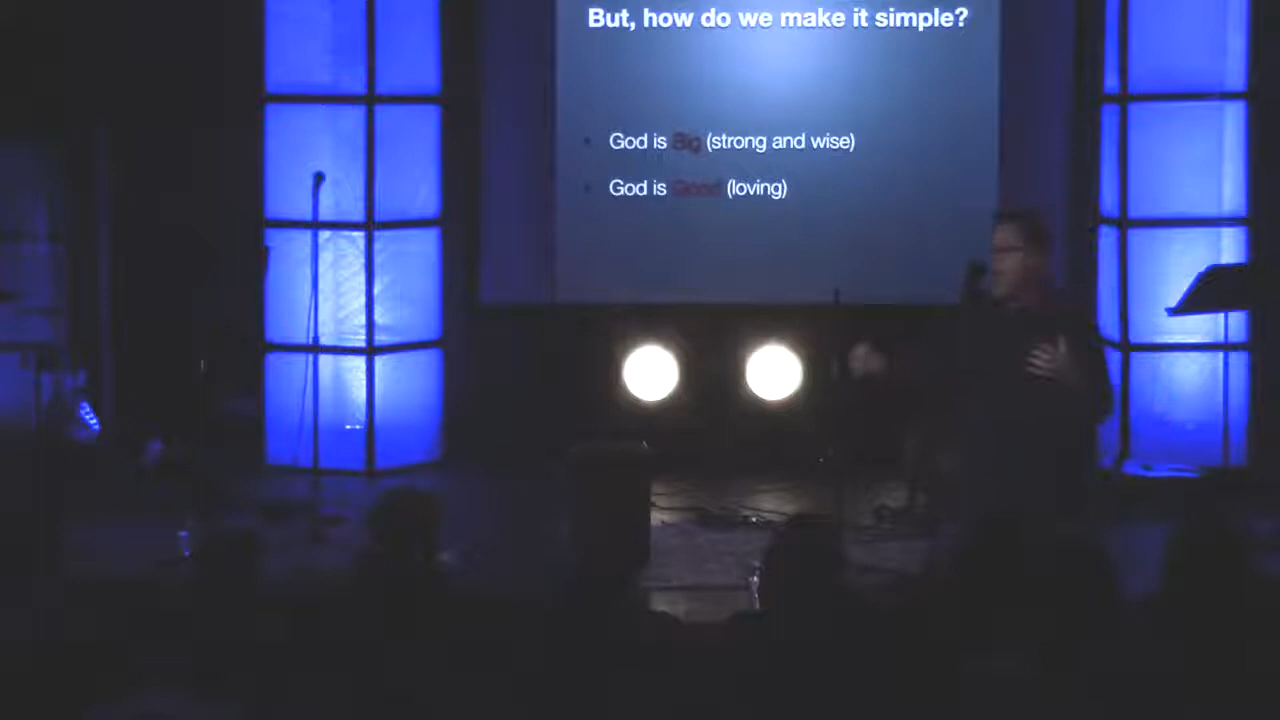 But, how do we make it simple?
God is Big (strong and wise)
God is Good (loving)